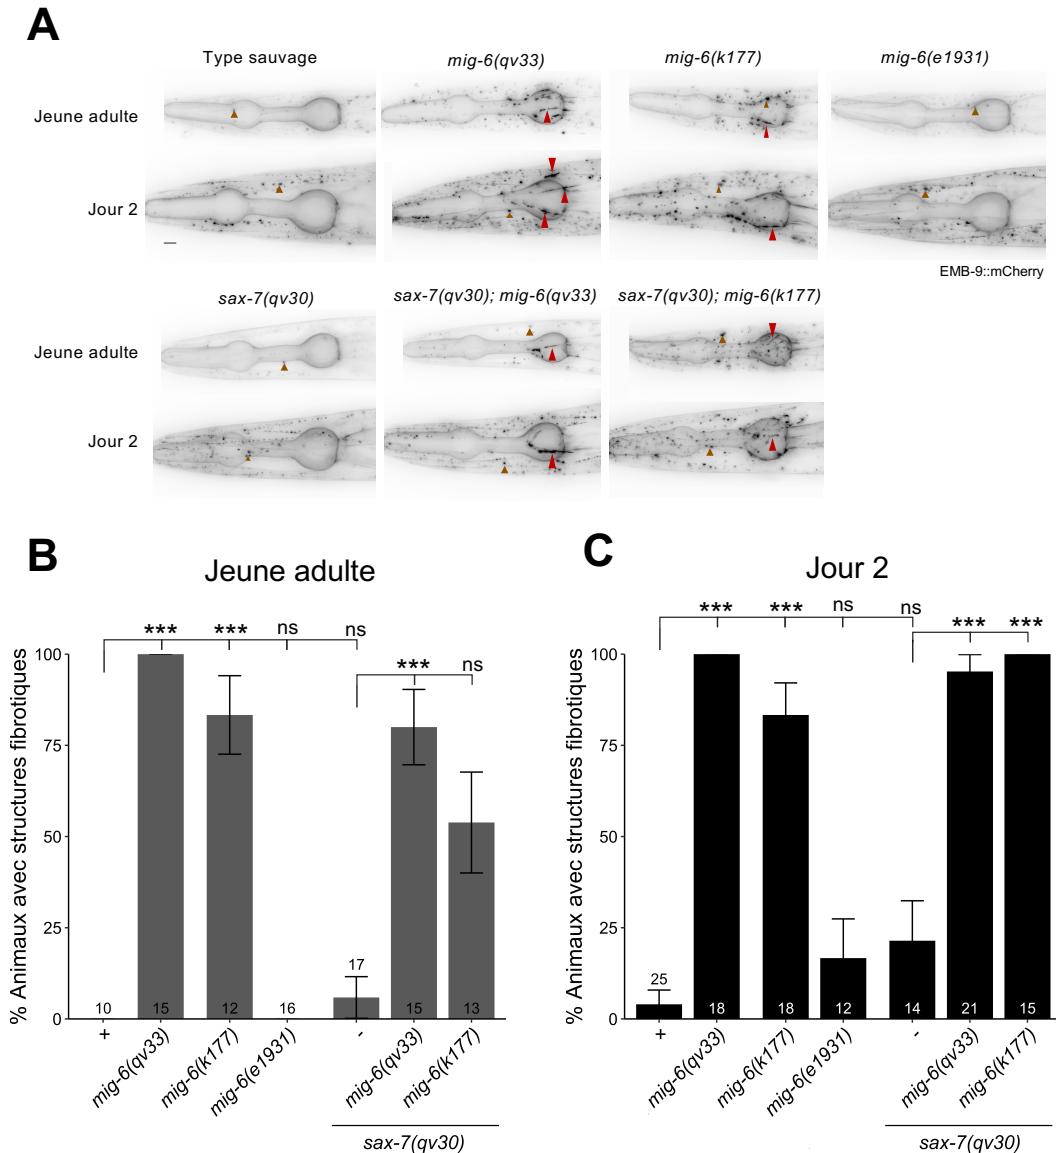 A
Type sauvage
mig-6(qv33)
mig-6(k177)
mig-6(e1931)
Jeune adulte
Jour 2
EMB-9::mCherry
sax-7(qv30)
sax-7(qv30); mig-6(qv33)
sax-7(qv30); mig-6(k177)
Jeune adulte
Jour 2
B
Jeune adulte
*** *** ns ns
*** ns
% Animaux avec structures fibrotiques
100
75
50
25
0
10 15 12 16 17 15 13
+
mig-6(qv33)
mig-6(k177)
mig-6(e1931)
-
mig-6(qv33)
mig-6(k177)
sax-7(qv30)
C
Jour 2
*** *** ns ns
*** ***
% Animaux avec structures fibrotiques
100
75
50
25
0
25 18 18 12 14 21 15
+
mig-6(qv33)
mig-6(k177)
mig-6(e1931)
-
mig-6(qv33)
mig-6(k177)
sax-7(qv30)